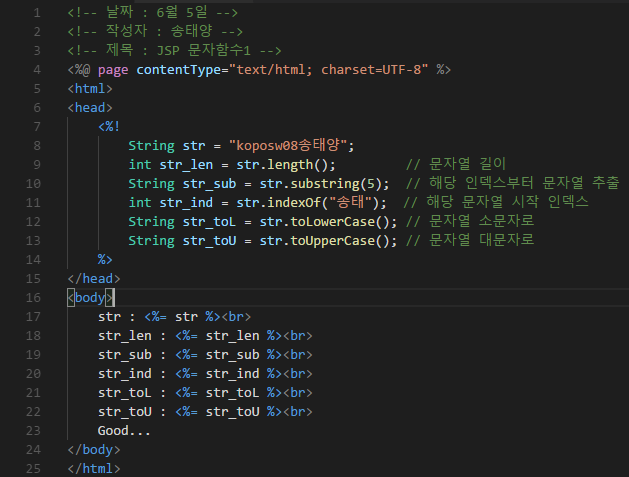 1 <!-- 날짜 : 6월 5일 -->
2 <!-- 작성자 : 송태양 -->
3 <!-- 제목 : JSP 문자함수1 -->
4 <%@ page contentType="text/html; charset=UTF-8" %>
5 <html>
6 <head>
7 <%!
8 String str = "koposw08송태양";
9 int str_len = str.length(); // 문자열 길이
10 String str_sub = str.substring(5); // 해당 인덱스부터 문자열 추출
11 int str_ind = str.indexOf("송태"); // 해당 문자열 시작 인덱스
12 String str_toL = str.toLowerCase(); // 문자열 소문자로
13 String str_toU = str.toUpperCase(); // 문자열 대문자로
14 %>
15 </head>
16 <body>
17 str : <%= str %><br>
18 str_len : <%= str_len %><br>
19 str_sub : <%= str_sub %><br>
20 str_ind : <%= str_ind %><br>
21 str_toL : <%= str_toL %><br>
22 str_toU : <%= str_toU %><br>
23 Good...
24 </body>
25 </html>